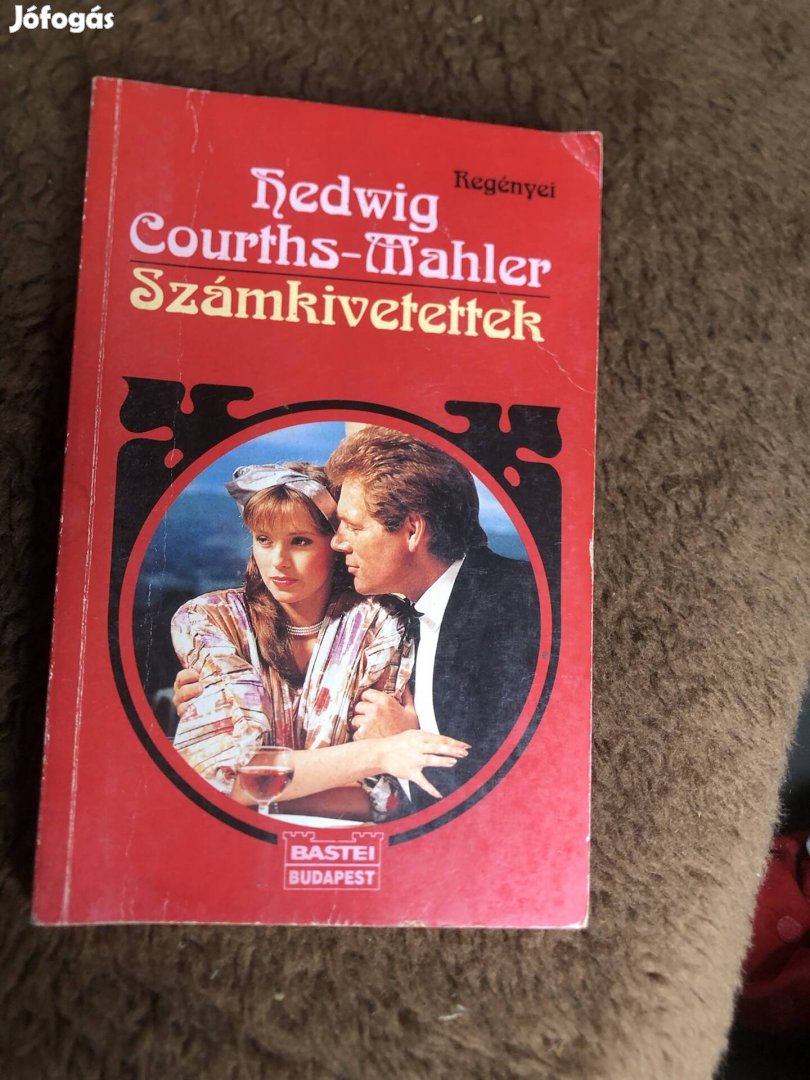 Jófogás
Regényei
Hedwig
Courths-Mahler
Számkivetettek
BASTEI
BUDAPEST